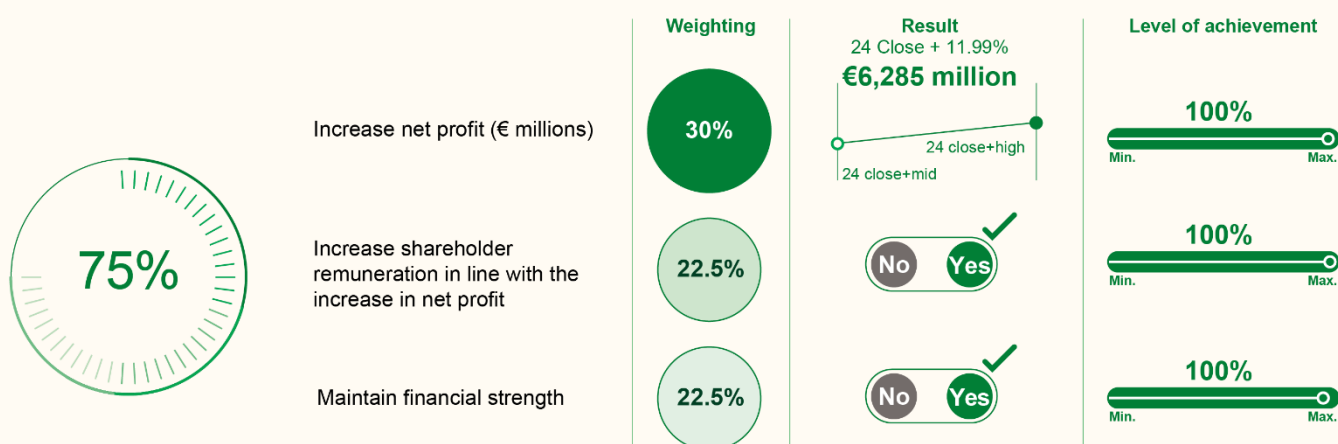 Weighting
Result
Level of achievement
24 Close + 11.99%
€6,285 million
Increase net profit (€ millions)
30%
24 close+high
24 close+mid
100%
Min.
Max.
75%
Increase shareholder
remuneration in line with the
increase in net profit
22.5%
No
Yes
100%
Min.
Max.
Maintain financial strength
22.5%
No
Yes
100%
Min.
Max.